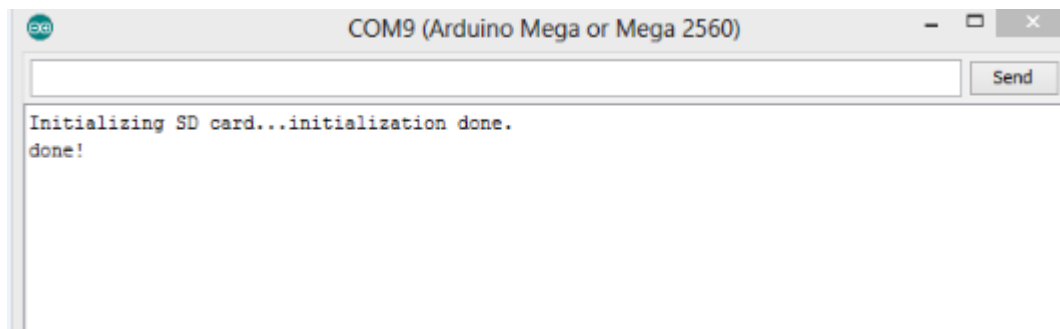 COM9 (Arduino Mega or Mega 2560)
Send
Initializing SD card...initialization done.
done!